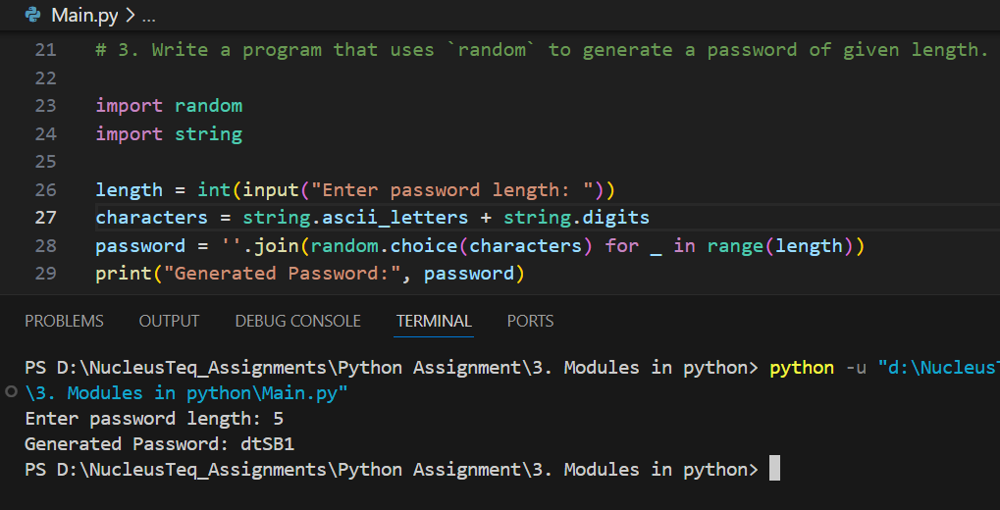 Main.py > ...
21 # 3. Write a program that uses `random` to generate a password of given length.
22
23 import random
24 import string
25
26 length = int(input("Enter password length: "))
27 characters = string.ascii_letters + string.digits
28 password = ''.join(random.choice(characters) for _ in range(length))
29 print("Generated Password:", password)
PROBLEMS OUTPUT DEBUG CONSOLE TERMINAL PORTS
PS D:\NucleusTeq_Assignments\Python Assignment\3. Modules in python> python -u "d:\NucleusT
\3. Modules in python\Main.py"
Enter password length: 5
Generated Password: dtSB1
PS D:\NucleusTeq_Assignments\Python Assignment\3. Modules in python>